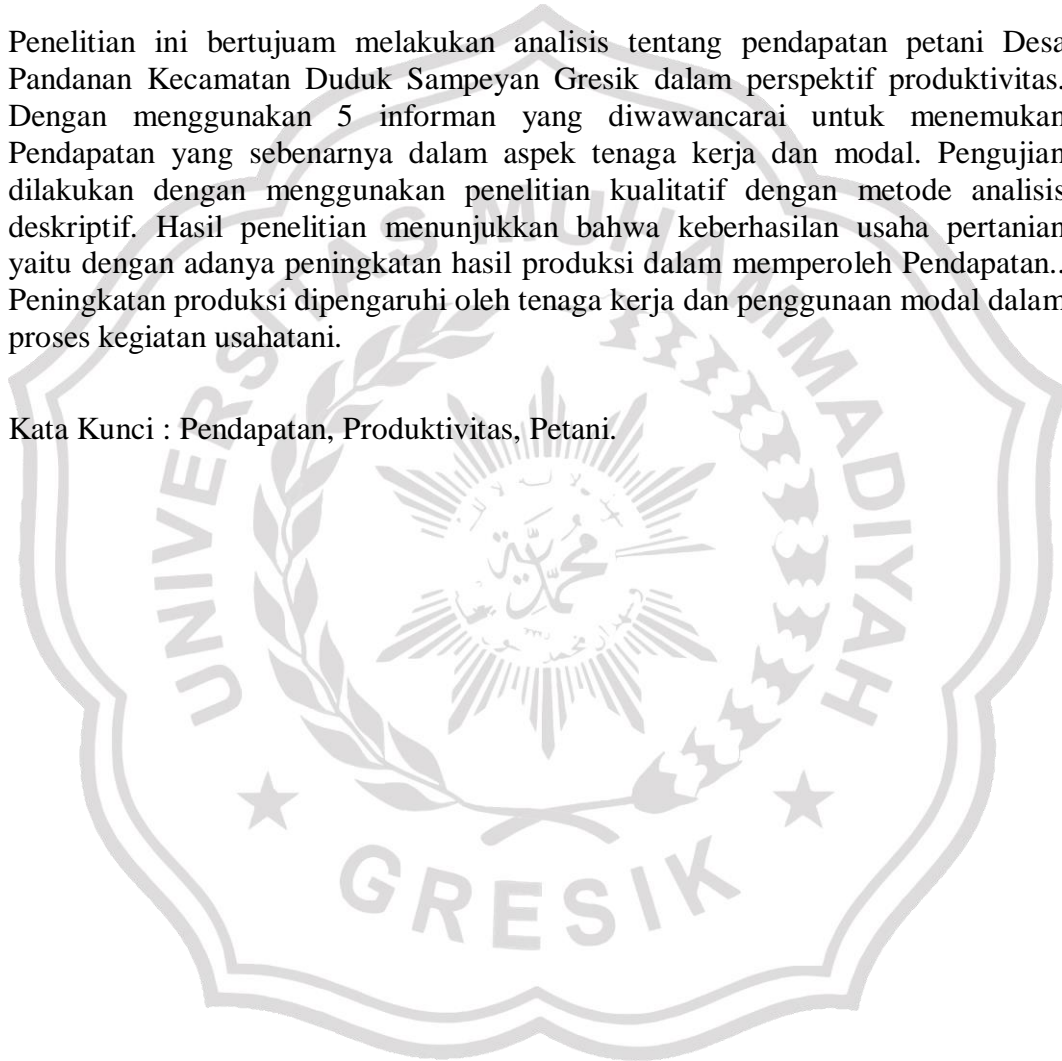 Penelitian ini bertujuam melakukan analisis tentang pendapatan petani Desa
Pandanan Kecamatan Duduk Sampeyan Gresik dalam perspektif produktivitas.
Dengan menggunakan 5 informan yang diwawancarai untuk menemukan
Pendapatan yang sebenarnya dalam aspek tenaga kerja dan modal. Pengujian
dilakukan dengan menggunakan penelitian kualitatif dengan metode analisis
deskriptif. Hasil penelitian menunjukkan bahwa keberhasilan usaha pertanian
yaitu dengan adanya peningkatan hasil produksi dalam memperoleh Pendapatan..
Peningkatan produksi dipengaruhi oleh tenaga kerja dan penggunaan modal dalam
proses kegiatan usahatani.
Kata Kunci : Pendapatan, Produktivitas, Petani.
UNIVERSITAS MUHAMMADIYAH
GRESIK